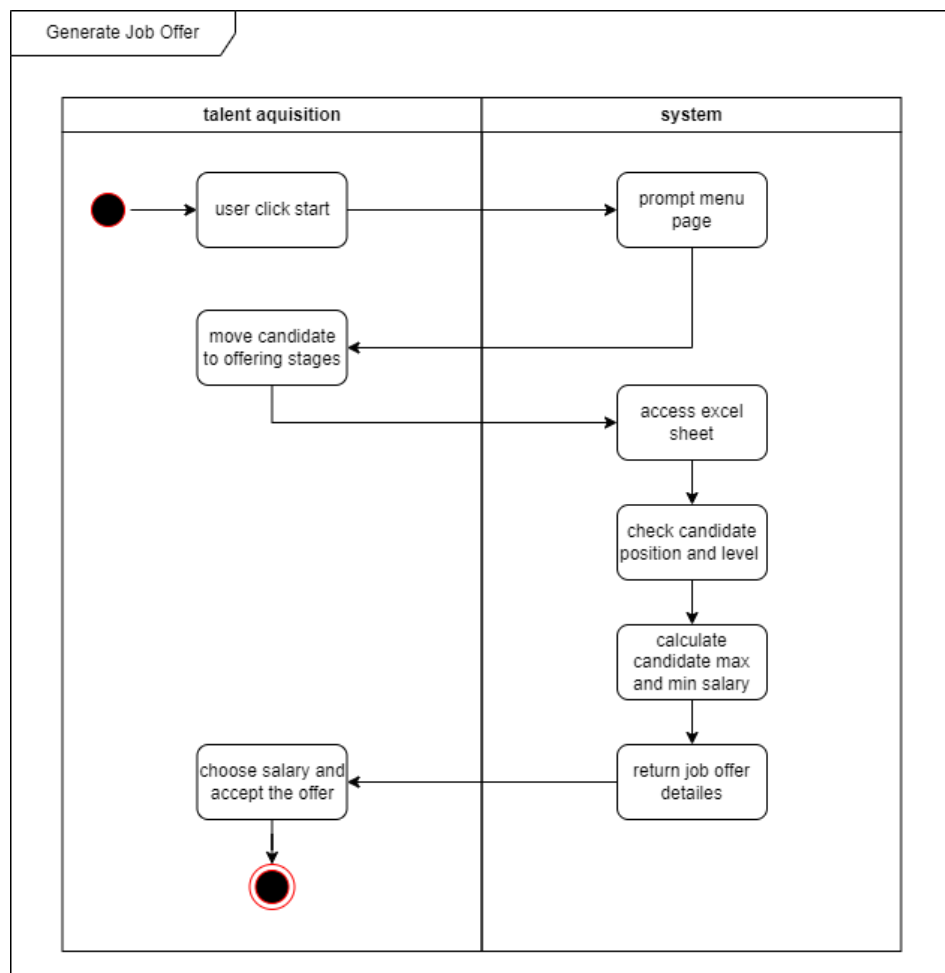 Generate Job Offer
talent aquisition
system
user click start
prompt menu
page
move candidate
to offering stages
access excel
sheet
check candidate
position and level
calculate
candidate max
and min salary
choose salary and
accept the offer
return job offer
detailes